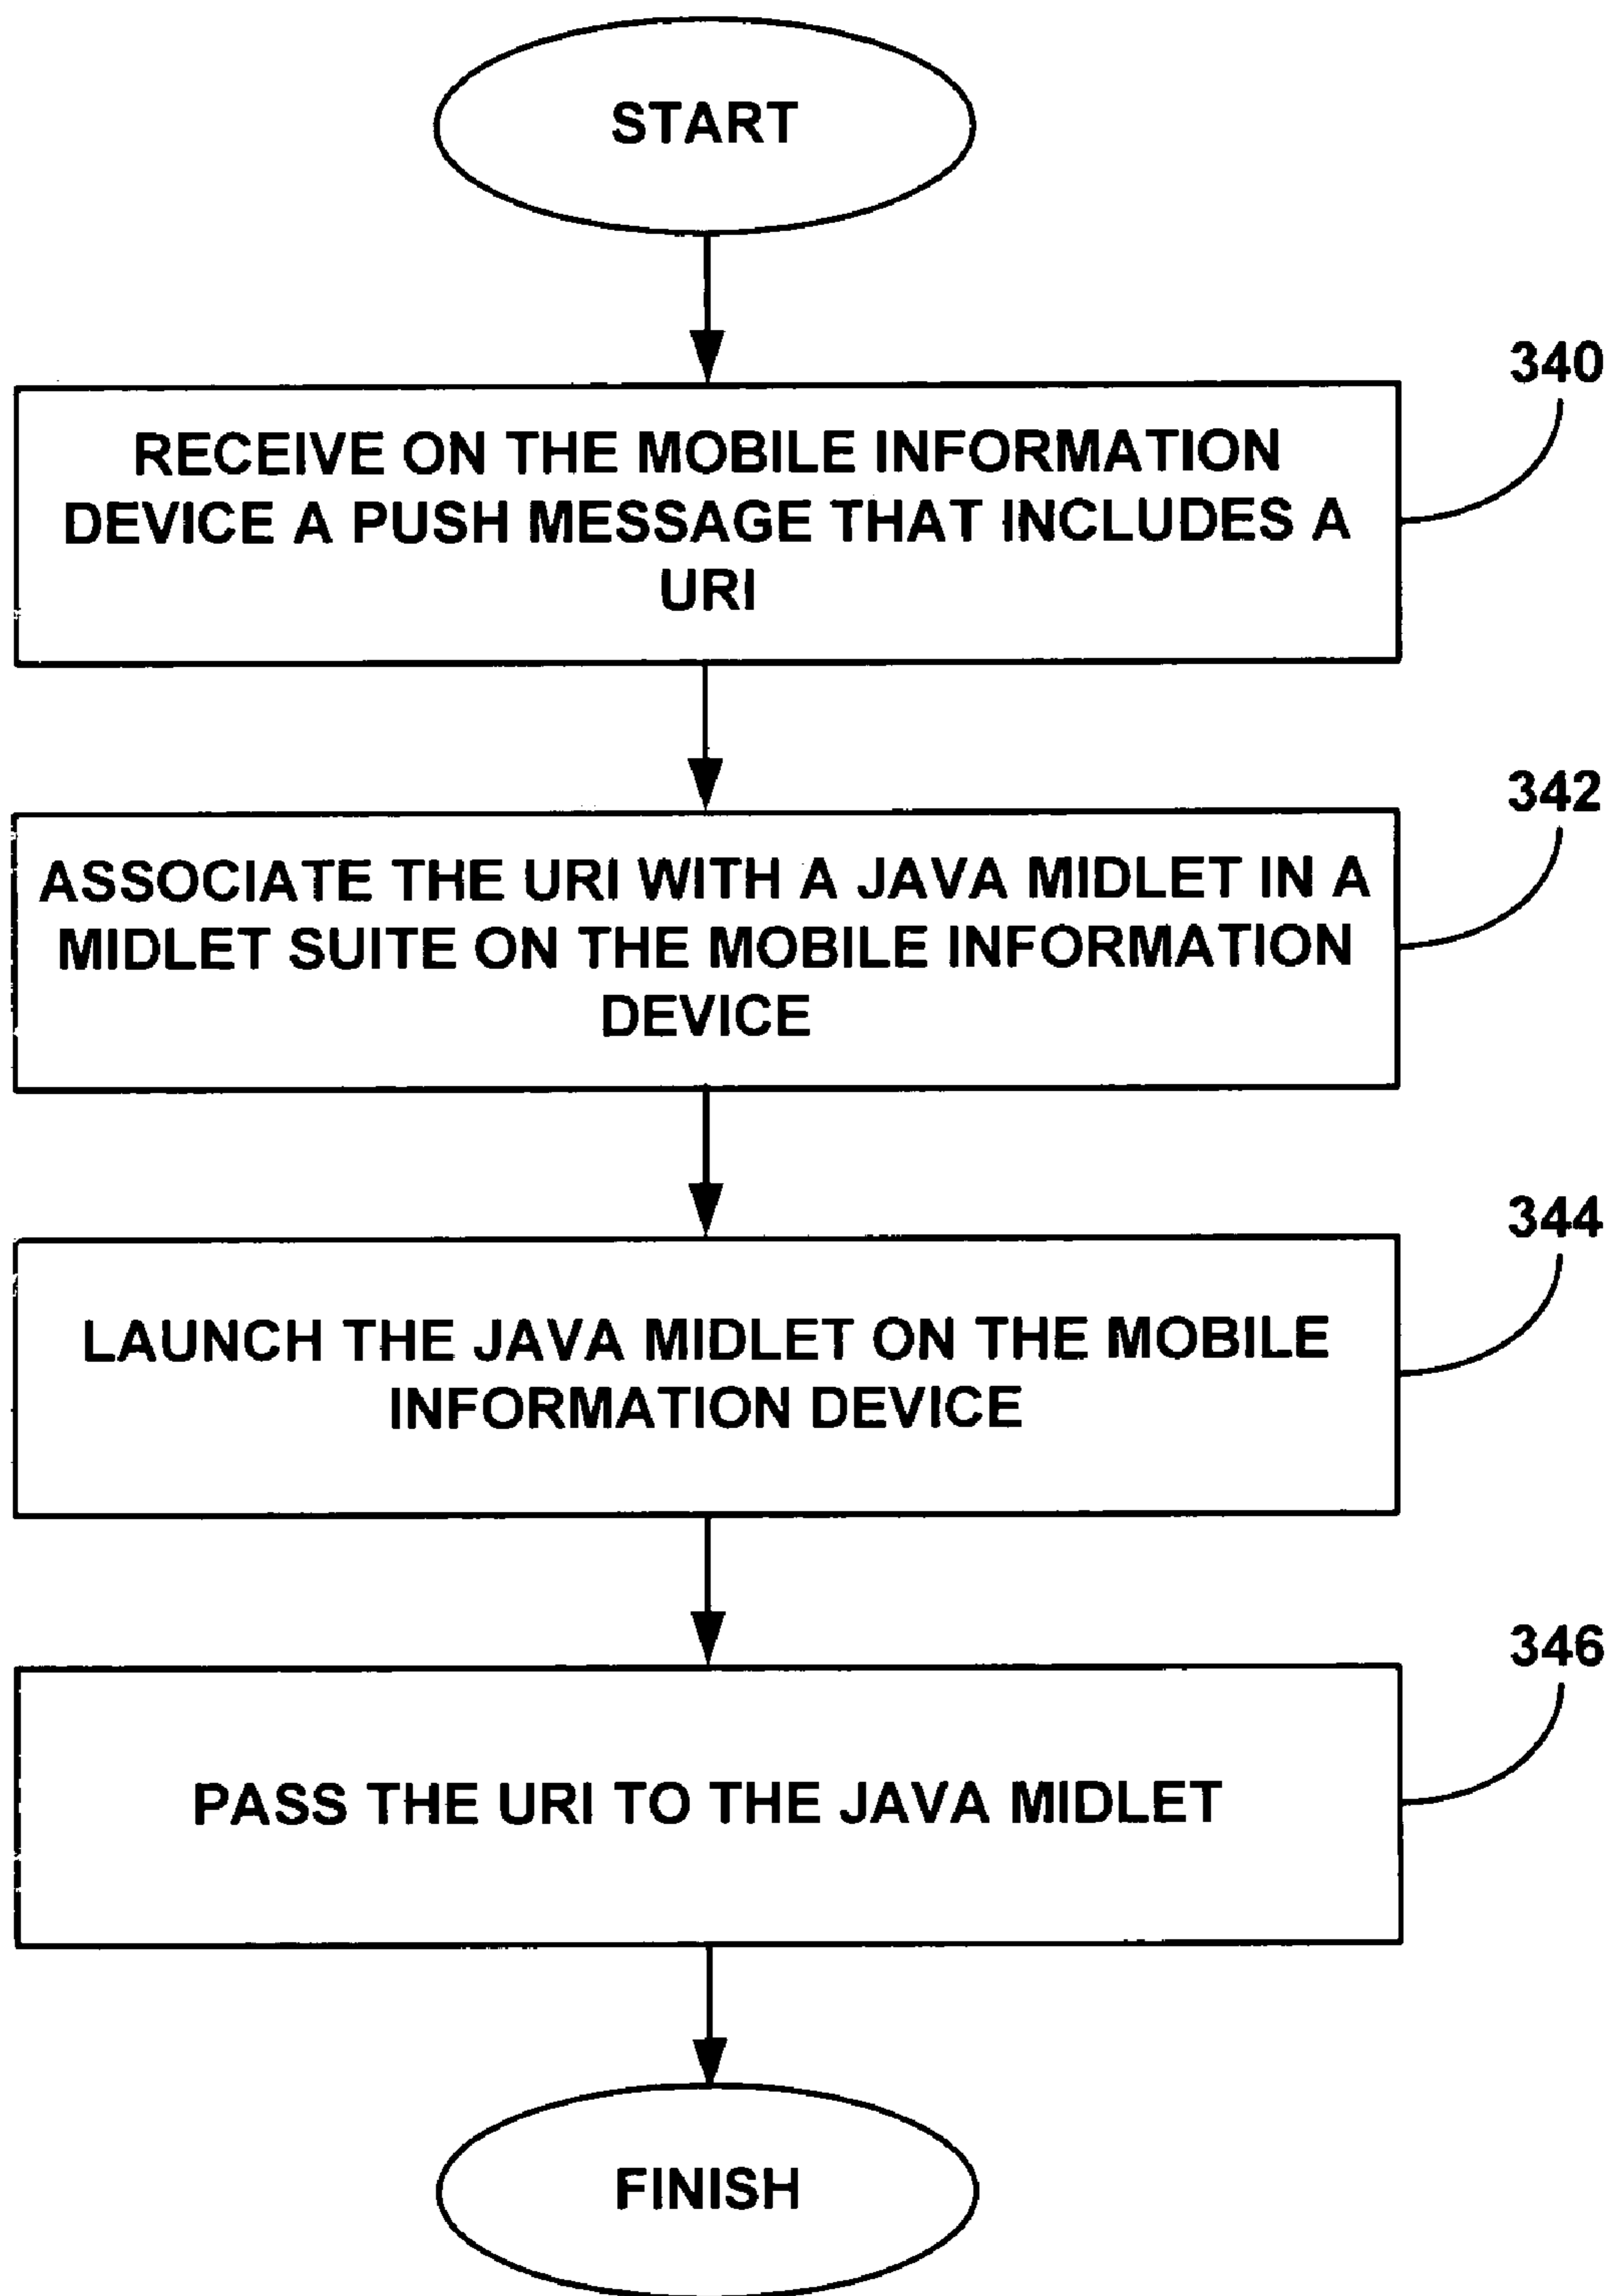 START
340
RECEIVE ON THE MOBILE INFORMATION
DEVICE A PUSH MESSAGE THAT INCLUDES A
URI
342
ASSOCIATE THE URI WITH A JAVA MIDLET IN A
MIDLET SUITE ON THE MOBILE INFORMATION
DEVICE
344
LAUNCH THE JAVA MIDLET ON THE MOBILE
INFORMATION DEVICE
346
PASS THE URI TO THE JAVA MIDLET
FINISH